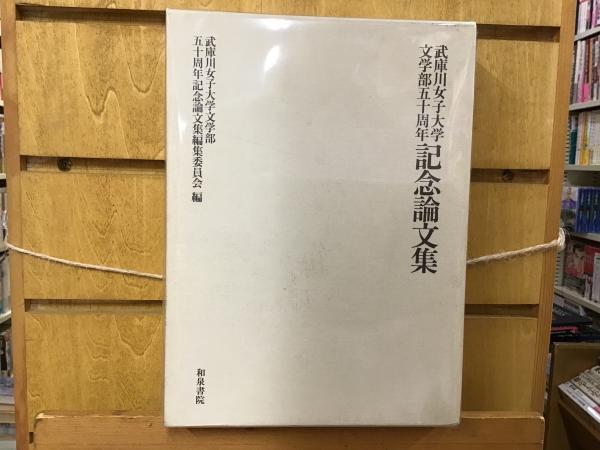 武庫川女子大学
文学部五十周年
記念論文集
武庫川女子大学文学部
五十周年記念論文集編集委員会 編
和泉書院